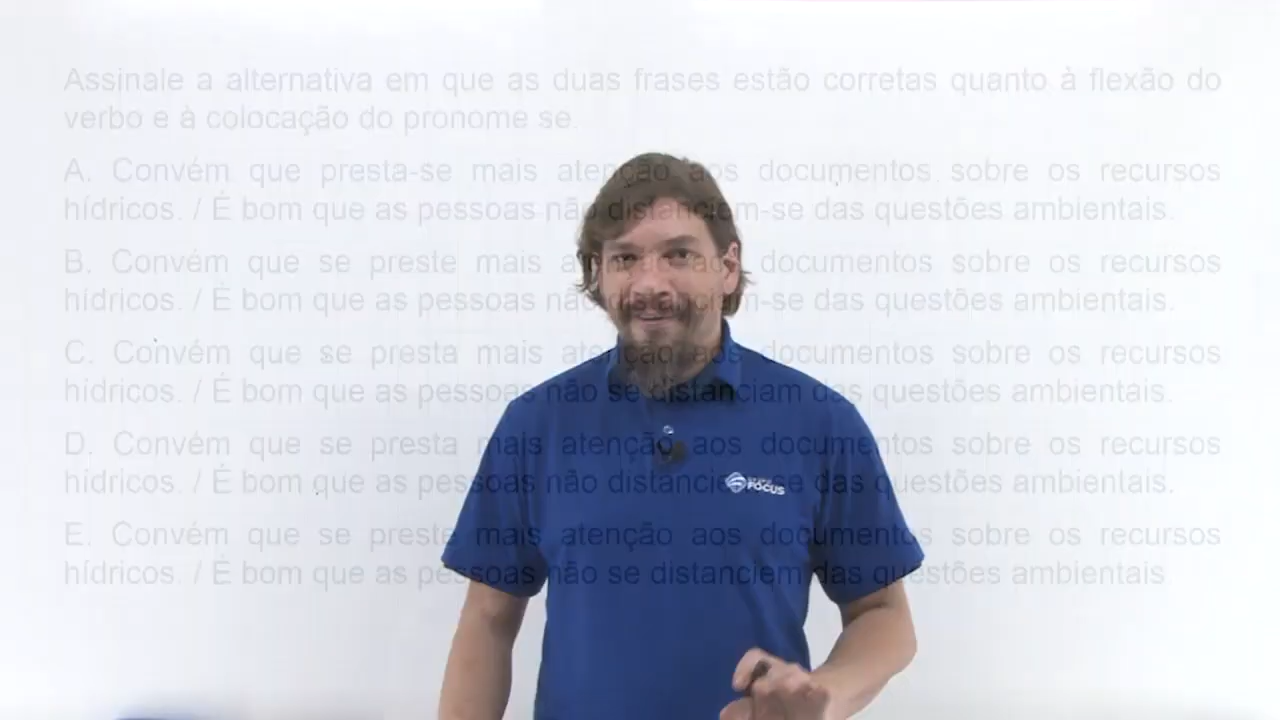 Assinale a alternativa em que as duas frases estão corretas quanto à flexão do
verbo e à colocação do pronome se.
A. Convém que presta-se mais atenção aos documentos sobre os recursos
hídricos. / É bom que as pessoas não distanciem-se das questões ambientais.
B. Convém que se preste mais documentos sobre os recursos
hídricos. / É bom que as pessoas das questões ambientais.
C. Convém que se presta mais atenção aos documentos sobre os recursos
hídricos. / É bom que as pessoas não se distanciam das questões ambientais.
D. Convém que se presta mais atenção aos documentos sobre os recursos
hídricos. / É bom que as pessoas não das questões ambientais.
E. Convém que se preste mais atenção aos documentos sobre os recursos
hídricos. / É bom que as pessoas não se distanciem das questões ambientais.
FOCUS